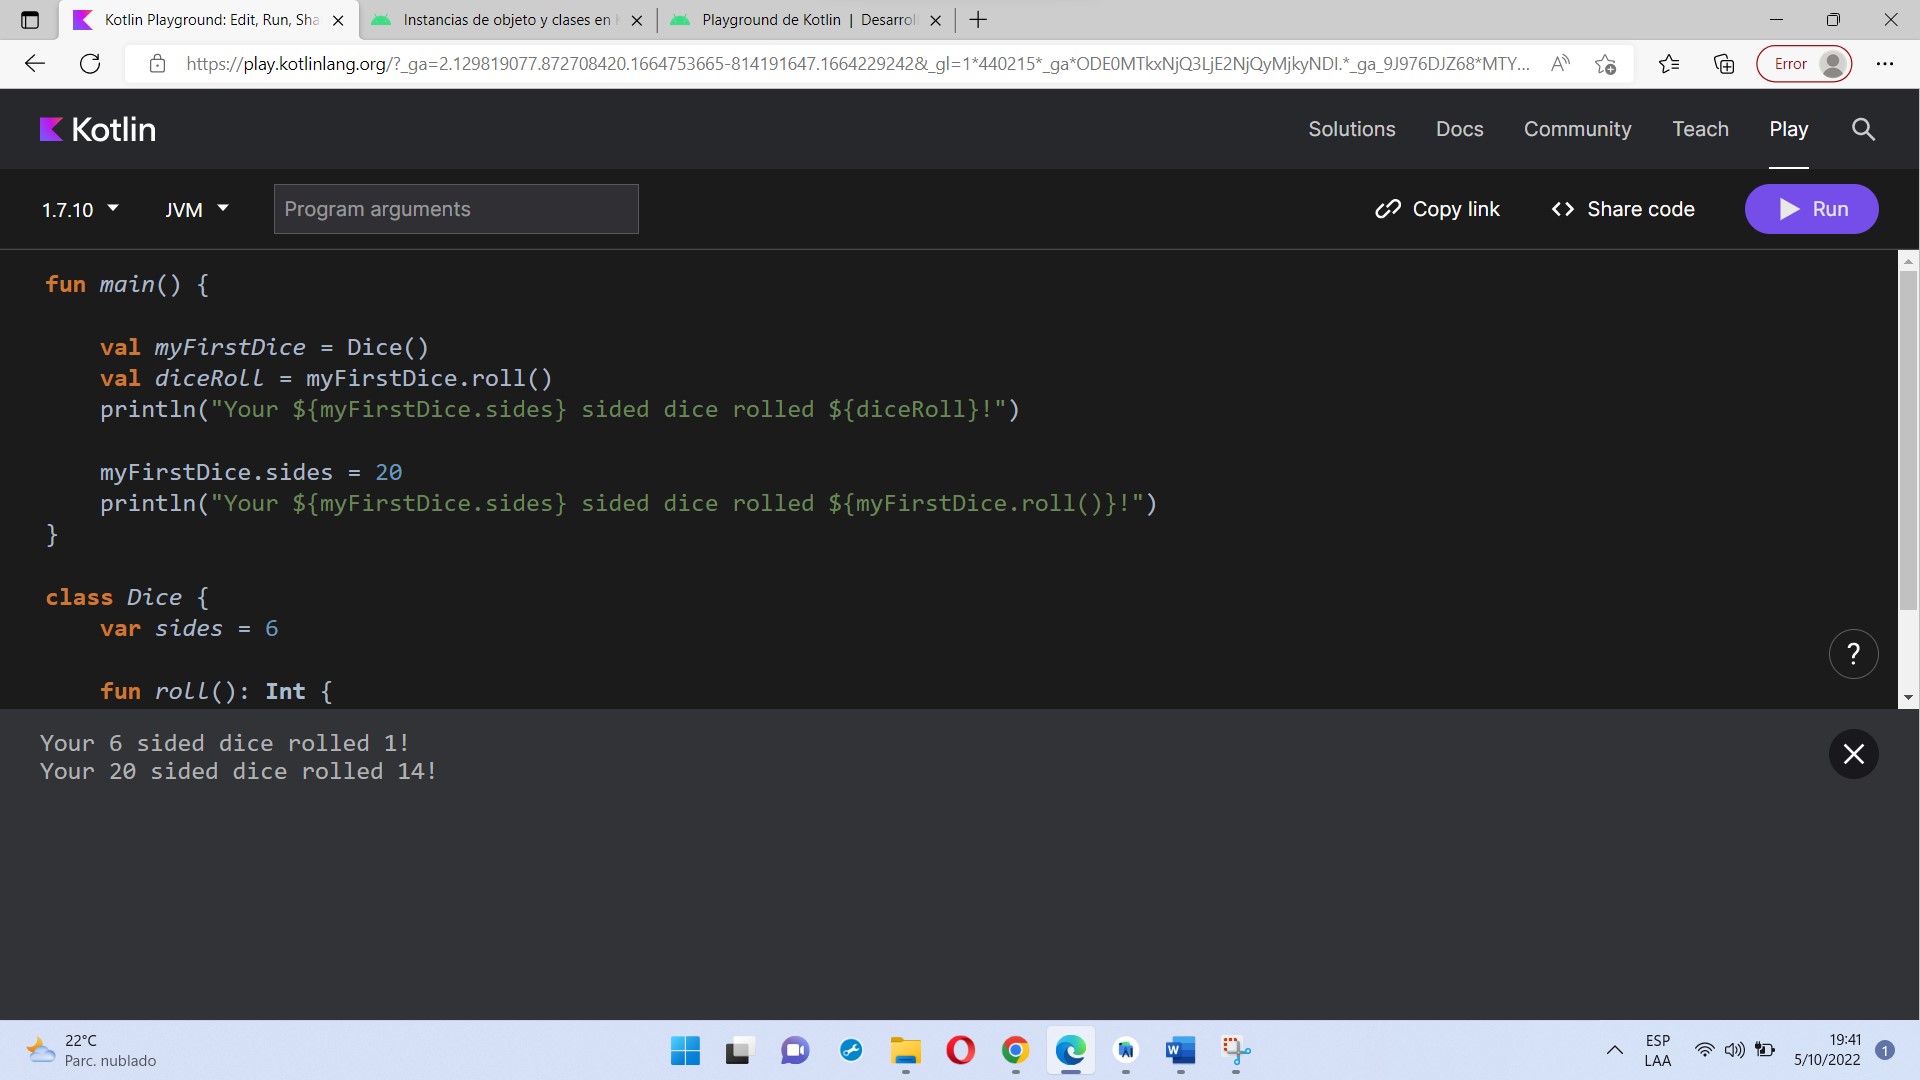 Kotlin Playground: Edit, Run, Sha
Instancias de objeto y clases en
Playground de Kotlin | Desarrol
https://play.kotlinlang.org/?_ga=2.129819077.872708420.1664753665-814191647.1664229242&_gl=1*440215*_ga*ODE0MTkxNjQ3LjE2NjQyMjkyNDI.*_ga_9J976DJZ68*MTY...
Error
Kotlin
Solutions
Docs
Community
Teach
Play
1.7.10
JVM
Program arguments
Copy link
<> Share code
Run
fun main() {
val myFirstDice = Dice()
val diceRoll = myFirstDice.roll()
println("Your ${myFirstDice.sides} sided dice rolled ${diceRoll}!")
myFirstDice.sides = 20
println("Your ${myFirstDice.sides} sided dice rolled ${myFirstDice.roll()}!")
}
class Dice {
var sides = 6
fun roll(): Int {
?
Your 6 sided dice rolled 1!
Your 20 sided dice rolled 14!
22°C
Parc. nublado
ESP
LAA
19:41
5/10/2022
1